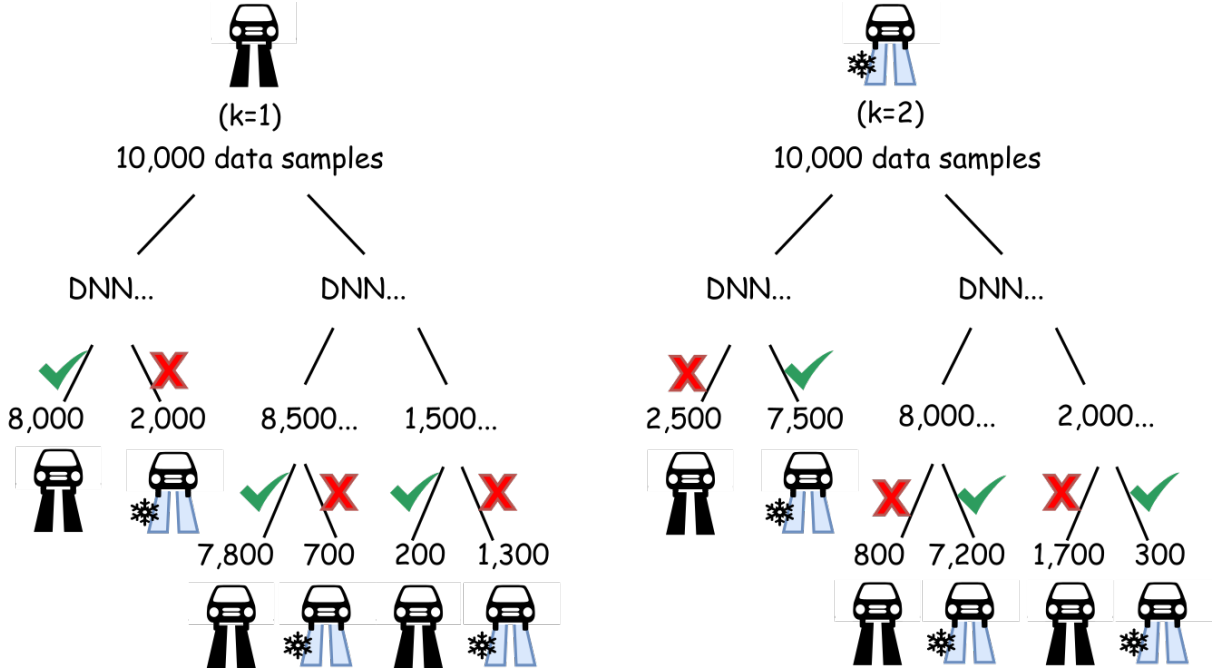 (k=1)
10,000 data samples
DNN...
DNN...
8,000
2,000
8,500...
1,500...
7,800
700
200
1,300
(k=2)
10,000 data samples
DNN...
DNN...
2,500
7,500
8,000...
2,000...
800
7,200
1,700
300